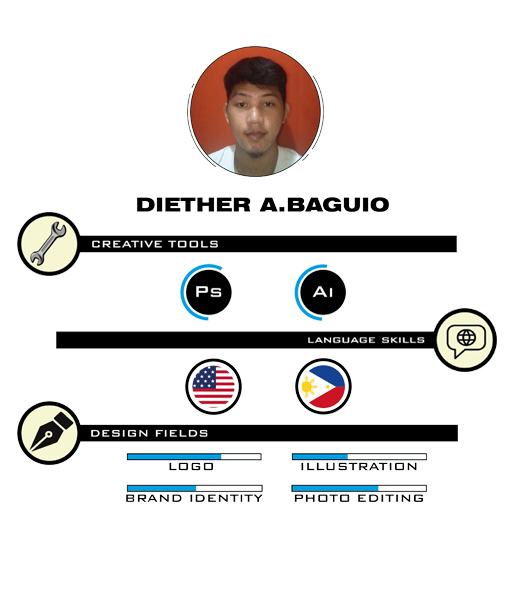 DIETHER A.BAGUIO
CREATIVE TOOLS
Ps Ai
LANGUAGE SKILLS
DESIGN FIELDS
LOGO ILLUSTRATION
BRAND IDENTITY PHOTO EDITING